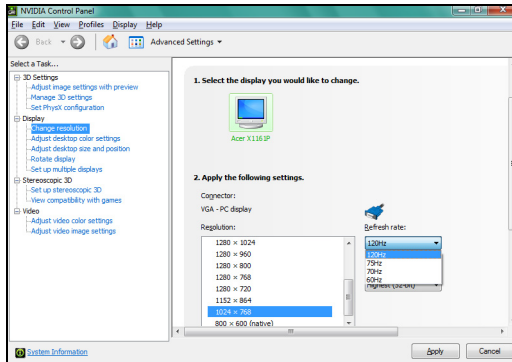 NVIDIA Control Panel
File Edit View Profiles Display Help
Back Advanced Settings
Select a Task...
3D Settings
Adjust image settings with preview
Manage 3D settings
Set PhysX configuration
Display
Change resolution
Adjust desktop color settings
Adjust desktop size and position
Rotate display
Set up multiple displays
Stereoscopic 3D
Set up stereoscopic 3D
View compatibility with games
Video
Adjust video color settings
Adjust video image settings
1. Select the display you would like to change.
Acer X1161P
2. Apply the following settings.
Connector:
VGA - PC display
Resolution:
1280 × 1024
1280 × 960
1280 × 800
1280 × 768
1280 × 720
1152 × 864
1024 × 768
800 × 600 (native)
Refresh rate:
120Hz
120Hz
75Hz
70Hz
60Hz
Highest (32-bit)
System Information
Apply Cancel